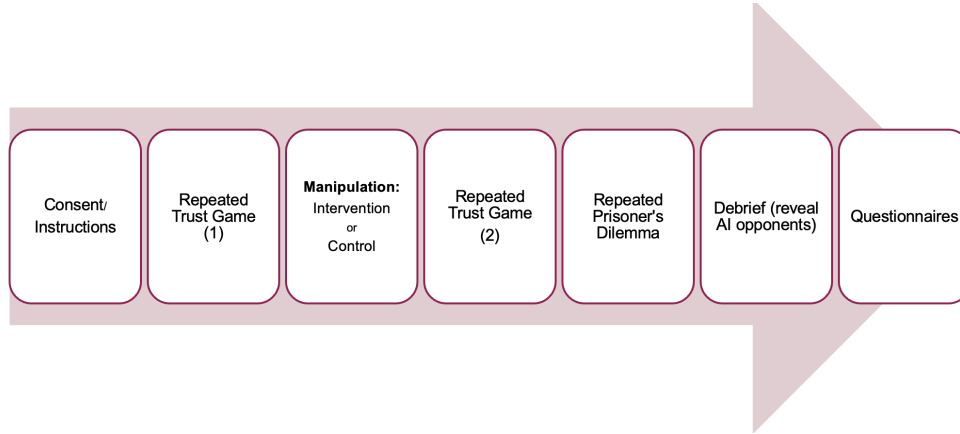 Consent/
Instructions
Repeated
Trust Game
(1)
Manipulation:
Intervention
or
Control
Repeated
Trust Game
(2)
Repeated
Prisoner's
Dilemma
Debrief (reveal
AI opponents)
Questionnaires